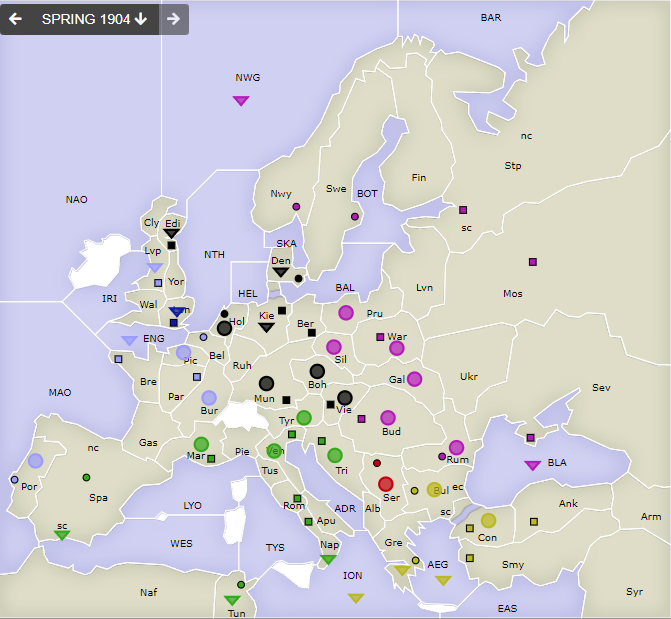 SPRING 1904
BAR
NWG
nc
Stp
Fin
Nwy
Swe
BOT
NAO
Cly
Edi
sc
SKA
Lvp
NTH
Den
Yor
Mos
IRI
Wal
HEL
BAL
Lvn
Kie
Pru
Hol
Ber
ENG
War
Pic
Bel
Sil
Ruh
Ukr
Gal
Boh
Bre
Sev
MAO
Par
Bur
Mun
Vie
Tyr
Bud
Gas
nc
Mar
Pie
Ven
Rum
BLA
Tri
Tus
Por
Spa
Ser
Bul
ec
Rom
LYO
ADR
Alb
sc
Ank
Apu
Arm
sc
Con
WES
TYS
Nap
Gre
AEG
Smy
ION
Naf
Syr
EAS
Tun